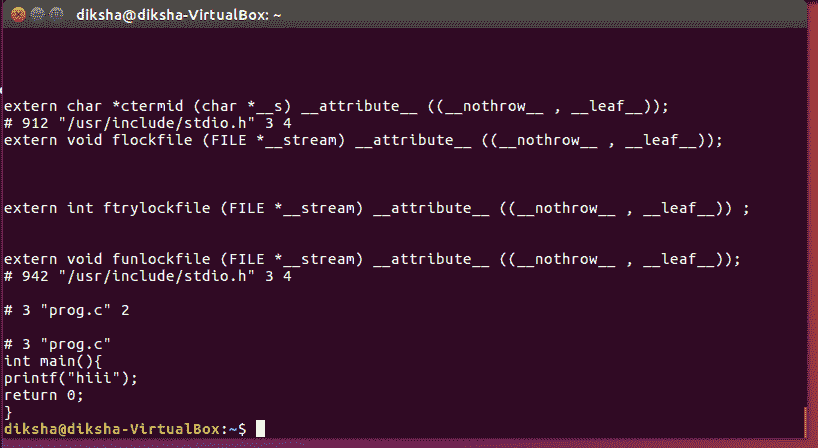 diksha@diksha-VirtualBox: ~
extern char *ctermid (char *__s) __attribute__ ((__nothrow__ , __leaf__));
# 912 "/usr/include/stdio.h" 3 4
extern void flockfile (FILE *__stream) __attribute__ ((__nothrow__ , __leaf__));
extern int ftrylockfile (FILE *__stream) __attribute__ ((__nothrow__ , __leaf__)) ;
extern void funlockfile (FILE *__stream) __attribute__ ((__nothrow__ , __leaf__));
# 942 "/usr/include/stdio.h" 3 4
# 3 "prog.c" 2
# 3 "prog.c"
int main(){
printf("hiii");
return 0;
}
diksha@diksha-VirtualBox:~$